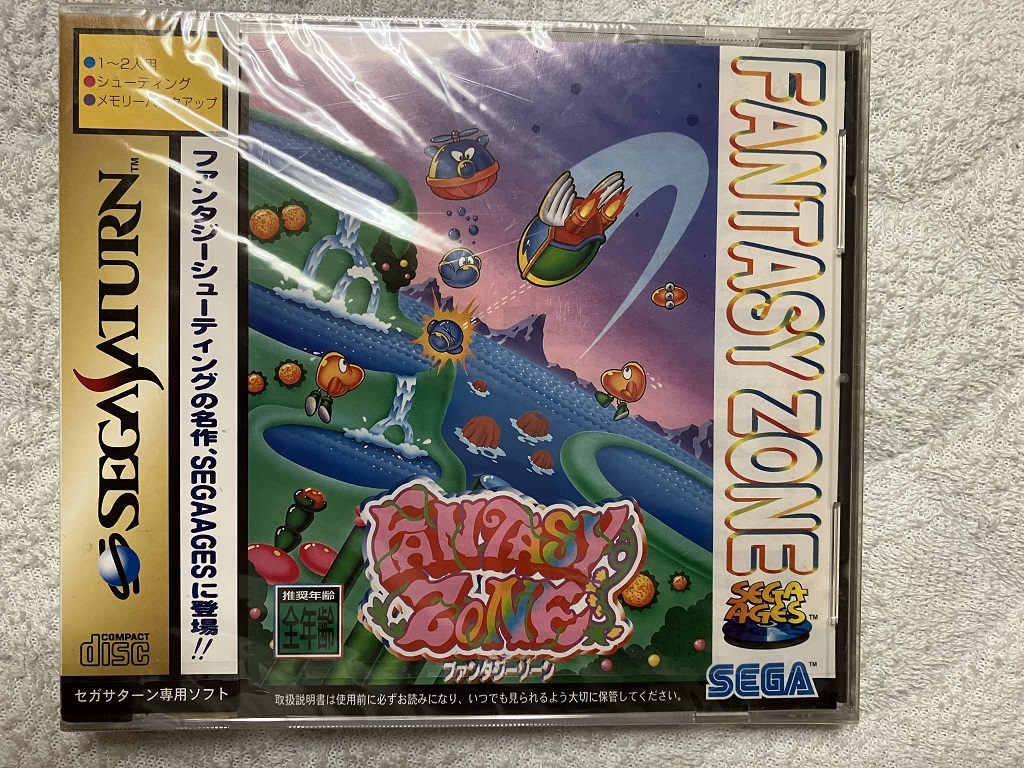 1～2人用
シューティング
メモリーバックアップ
SEGA SATURN™
ファンタジーシューティングの名作、SEGA AGESに登場!!
COMPACT
disc
セガサターン専用ソフト
FANTASY ZONE
SEGA
AGES™
SEGA™
FANTASY
ZONE
ファンタジーゾーン
推奨年齢
全年齢
取扱説明書は使用前に必ずお読みになり、いつでも見られるよう大切に保管してください。